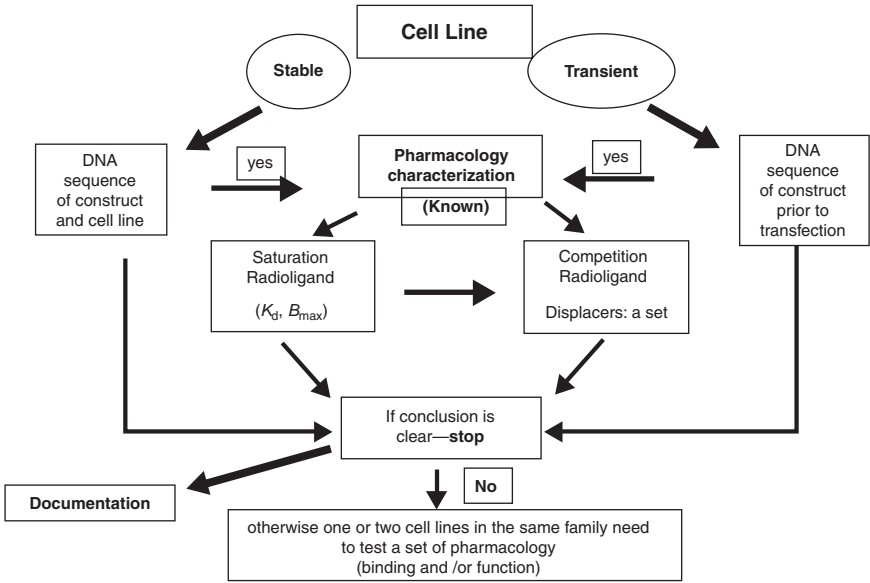 Cell Line
Stable
Transient
DNA
sequence
of construct
and cell line
yes
Pharmacology
characterization
(Known)
yes
DNA
sequence
of construct
prior to
transfection
Saturation
Radioligand
(Kd, Bmax)
Competition
Radioligand
Displacers: a set
If conclusion is
clear—stop
Documentation
No
otherwise one or two cell lines in the same family need
to test a set of pharmacology
(binding and /or function)